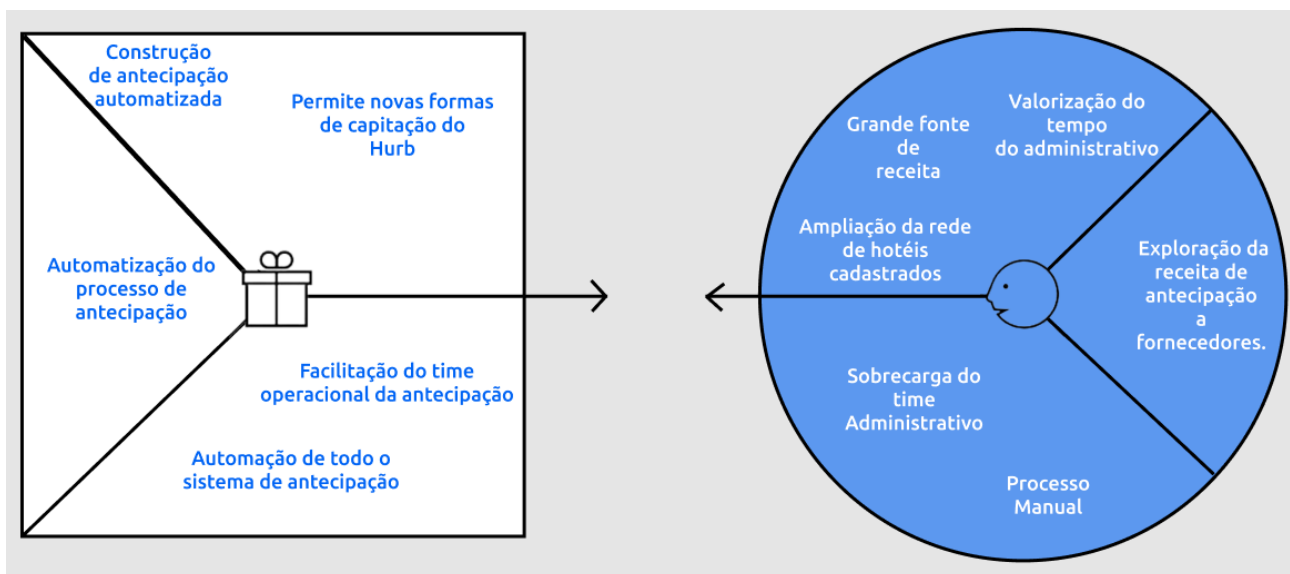 Construção
de antecipação
automatizada
Permite novas formas
de capitação do
Hurb
Automatização do
processo de
antecipação
Facilitação do time
operacional da antecipação
Automação de todo o
sistema de antecipação
Grande fonte
de
receita
Valorização do
tempo
do administrativo
Ampliação da rede
de hotéis
cadastrados
Exploração da
receita de
antecipação
a
fornecedores.
Sobrecarga do
time
Administrativo
Processo
Manual